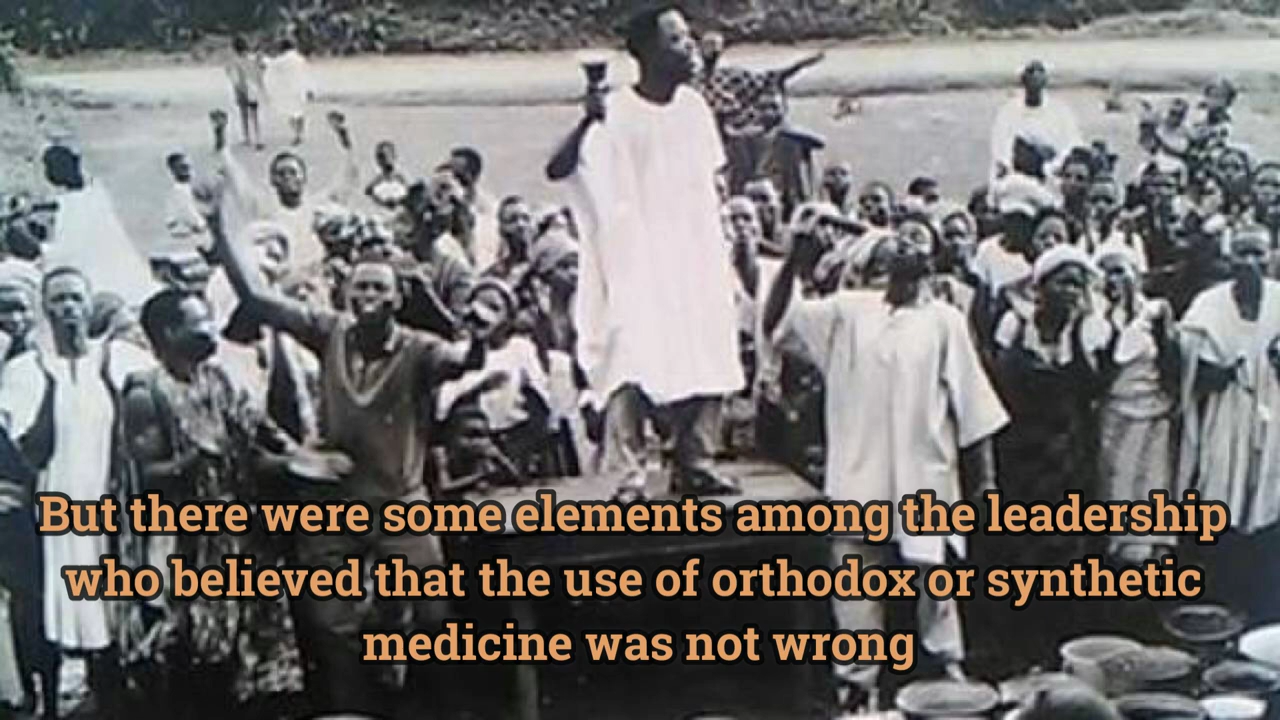 But there were some elements among the leadership
who believed that the use of orthodox or synthetic
medicine was not wrong